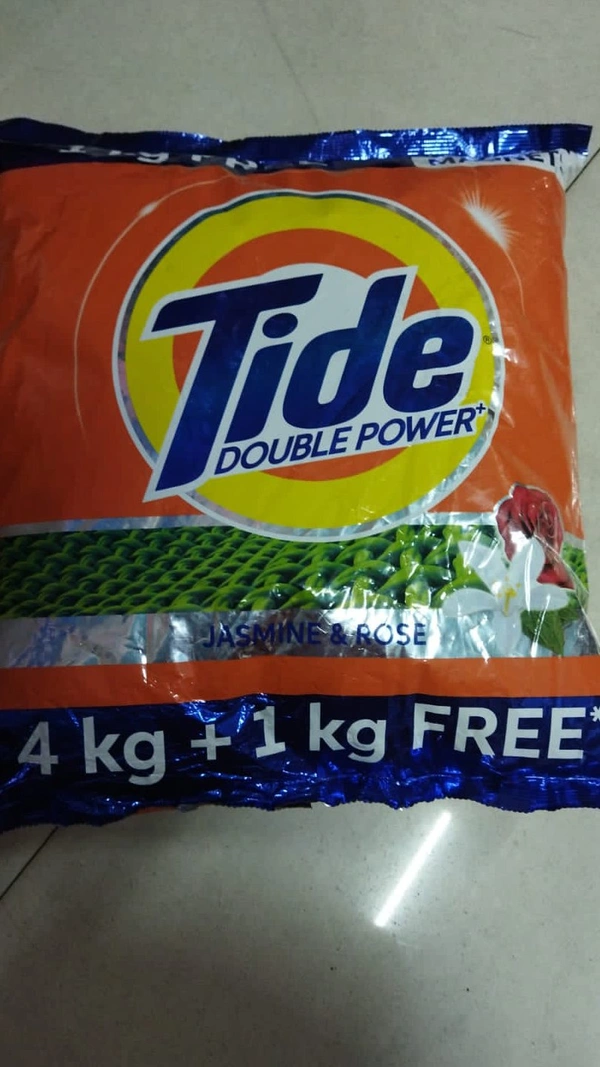 Tide®
DOUBLE POWER+
JASMINE & ROSE
4 kg + 1 kg FREE*